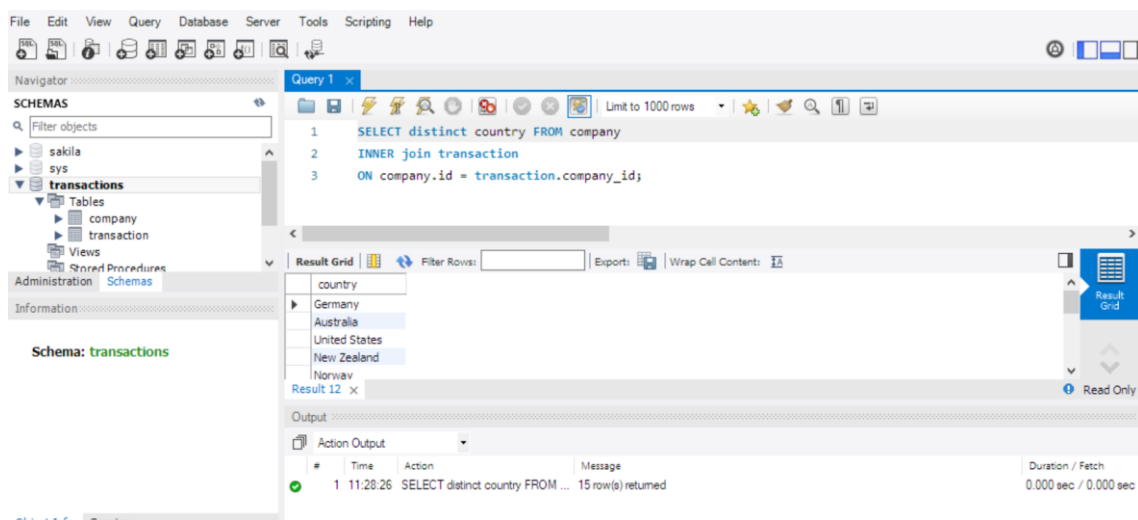 File Edit View Query Database Server Tools Scripting Help
Navigator
Query 1
SCHEMAS
Limit to 1000 rows
Filter objects
1 SELECT distinct country FROM company
2 INNER join transaction
3 ON company.id = transaction.company_id;
sakila
sys
transactions
Tables
company
transaction
Views
Stored Procedures
Administration Schemas
Result Grid Filter Rows: Export: Wrap Cell Content: IA
country
Germany
Australia
United States
New Zealand
Norway
Result Grid
Information
Schema: transactions
Result 12
Read Only
Output
Action Output
# Time Action Message Duration / Fetch
1 11:28:26 SELECT distinct country FROM ... 15 row(s) returned 0.000 sec / 0.000 sec